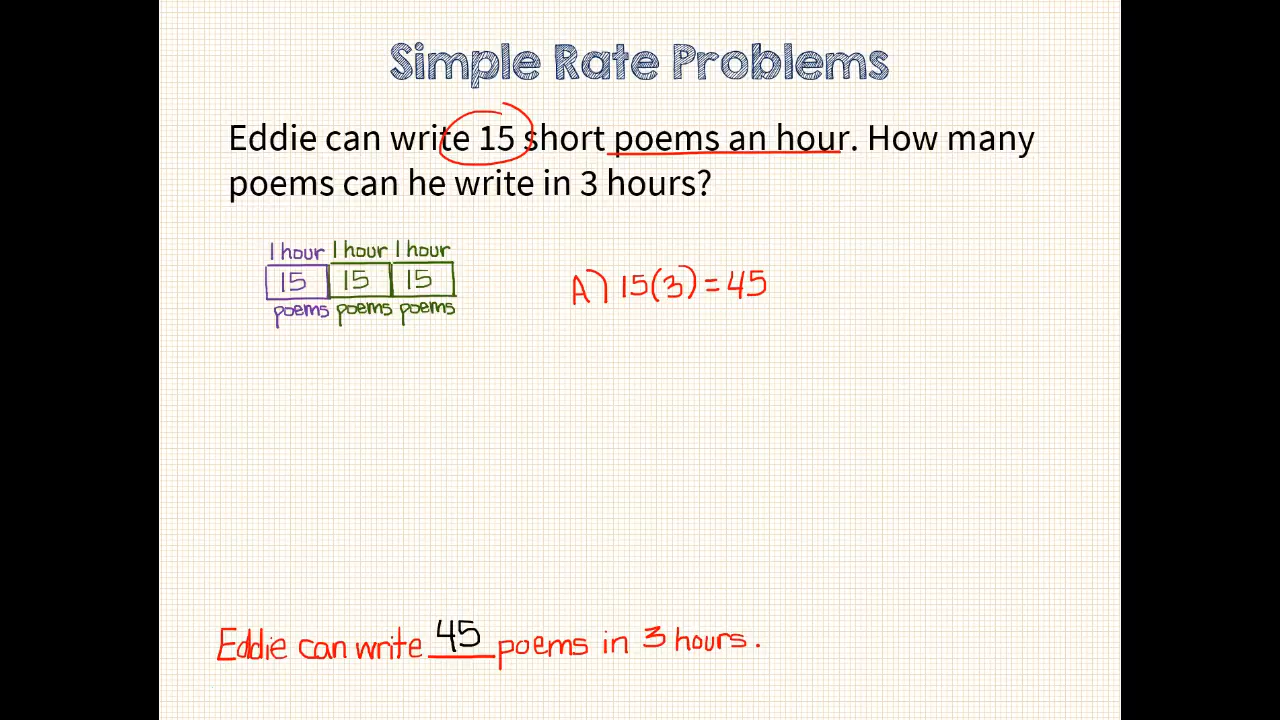 Simple Rate Problems
Eddie can write 15 short poems an hour. How many
poems can he write in 3 hours?
1 hour 1 hour 1 hour
15 15 15
poems poems poems
A) 15(3) = 45
Eddie can write 45 poems in 3 hours.